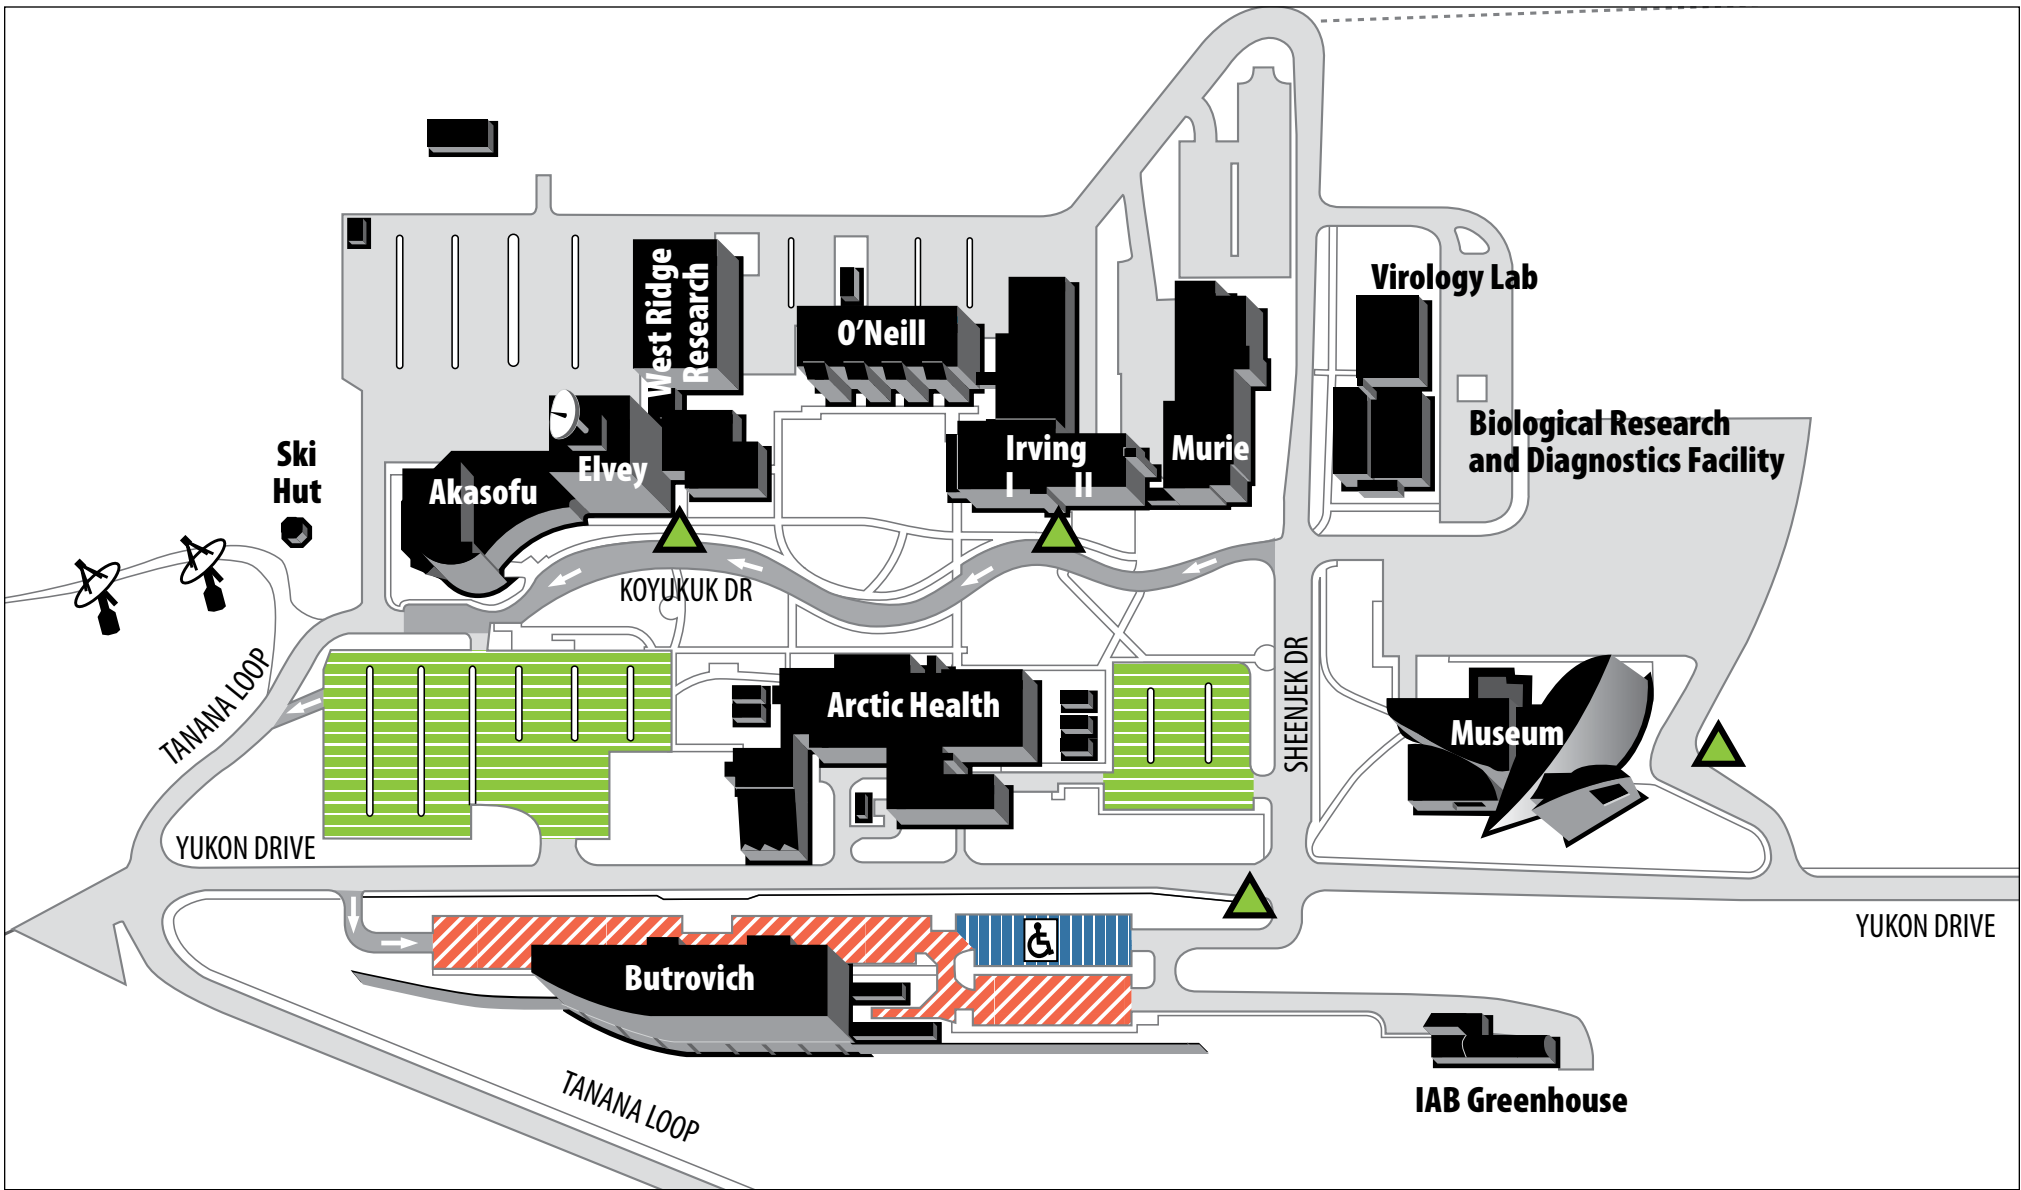 West Ridge
Research
O'Neill
Virology Lab
Biological Research
and Diagnostics Facility
Ski
Hut
Akasofu
Elvey
Irving
I II
Murie
KOYUKUK DR
TANANA LOOP
SHEENJEK DR
Arctic Health
Museum
YUKON DRIVE
YUKON DRIVE
Butrovich
TANANA LOOP
IAB Greenhouse